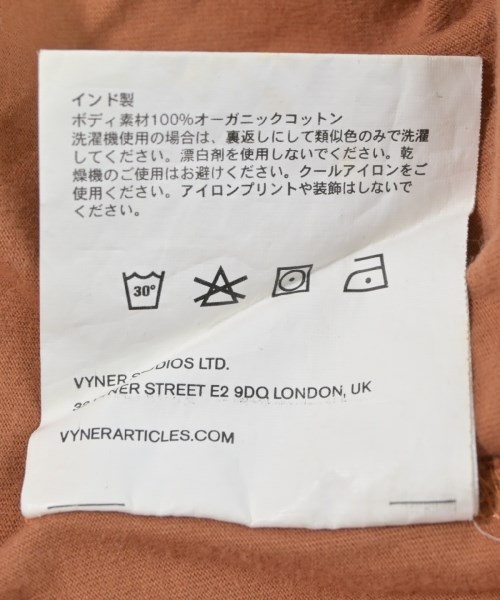 インド製
ボディ素材100%オーガニックコットン
洗濯機使用の場合は、裏返しにして類似色のみで洗濯
してください。漂白剤を使用しないでください。乾
燥機のご使用はお避けください。クールアイロンをご
使用ください。アイロンプリントや装飾はしないで
ください。
30°
VYNER STUDIOS LTD.
VYNER STREET E2 9DQ LONDON, UK
VYNERARTICLES.COM